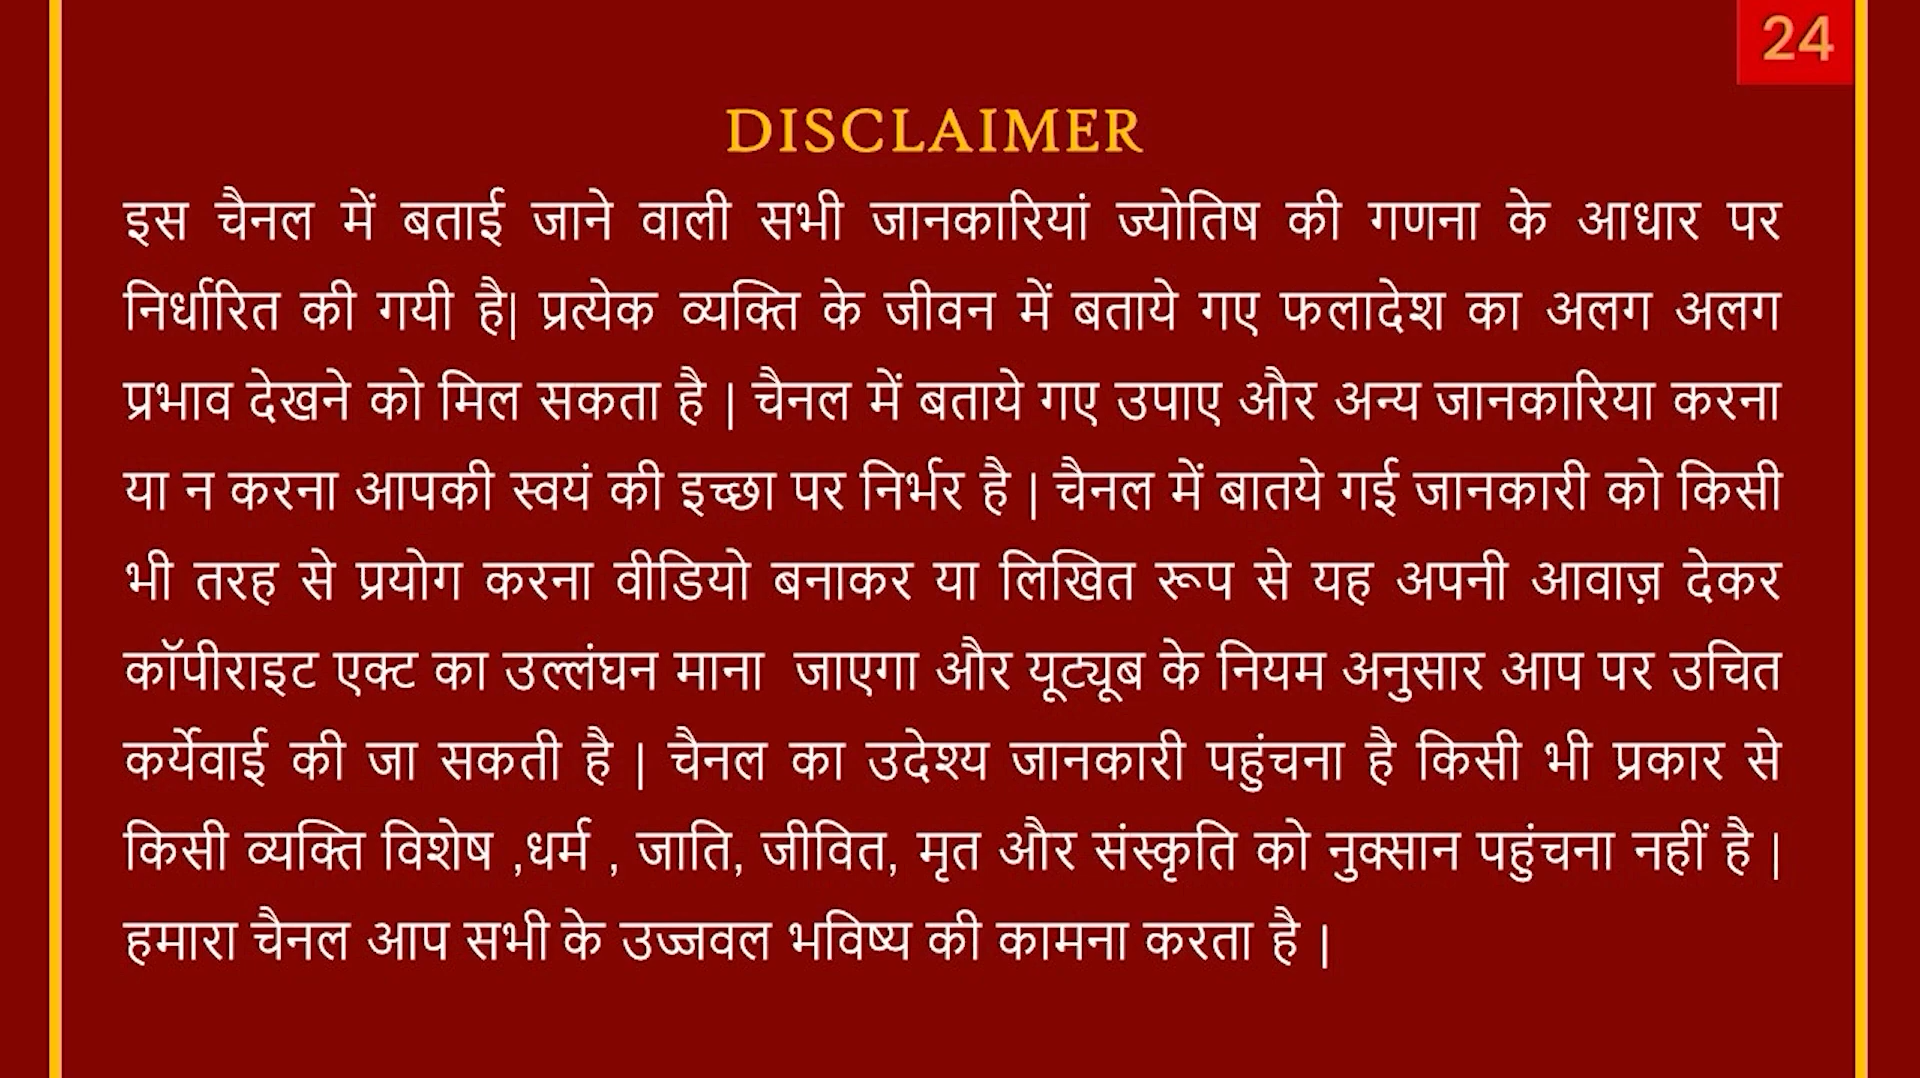 24
DISCLAIMER
इस चैनल में बताई जाने वाली सभी जानकारियां ज्योतिष की गणना के आधार पर
निर्धारित की गयी है| प्रत्येक व्यक्ति के जीवन में बताये गए फलादेश का अलग अलग
प्रभाव देखने को मिल सकता है | चैनल में बताये गए उपाए और अन्य जानकारिया करना
या न करना आपकी स्वयं की इच्छा पर निर्भर है | चैनल में बातये गई जानकारी को किसी
भी तरह से प्रयोग करना वीडियो बनाकर या लिखित रूप से यह अपनी आवाज़ देकर
कॉपीराइट एक्ट का उल्लंघन माना जाएगा और यूट्यूब के नियम अनुसार आप पर उचित
कर्येवाई की जा सकती है | चैनल का उदेश्य जानकारी पहुंचना है किसी भी प्रकार से
किसी व्यक्ति विशेष ,धर्म , जाति, जीवित, मृत और संस्कृति को नुक्सान पहुंचना नहीं है |
हमारा चैनल आप सभी के उज्जवल भविष्य की कामना करता है |